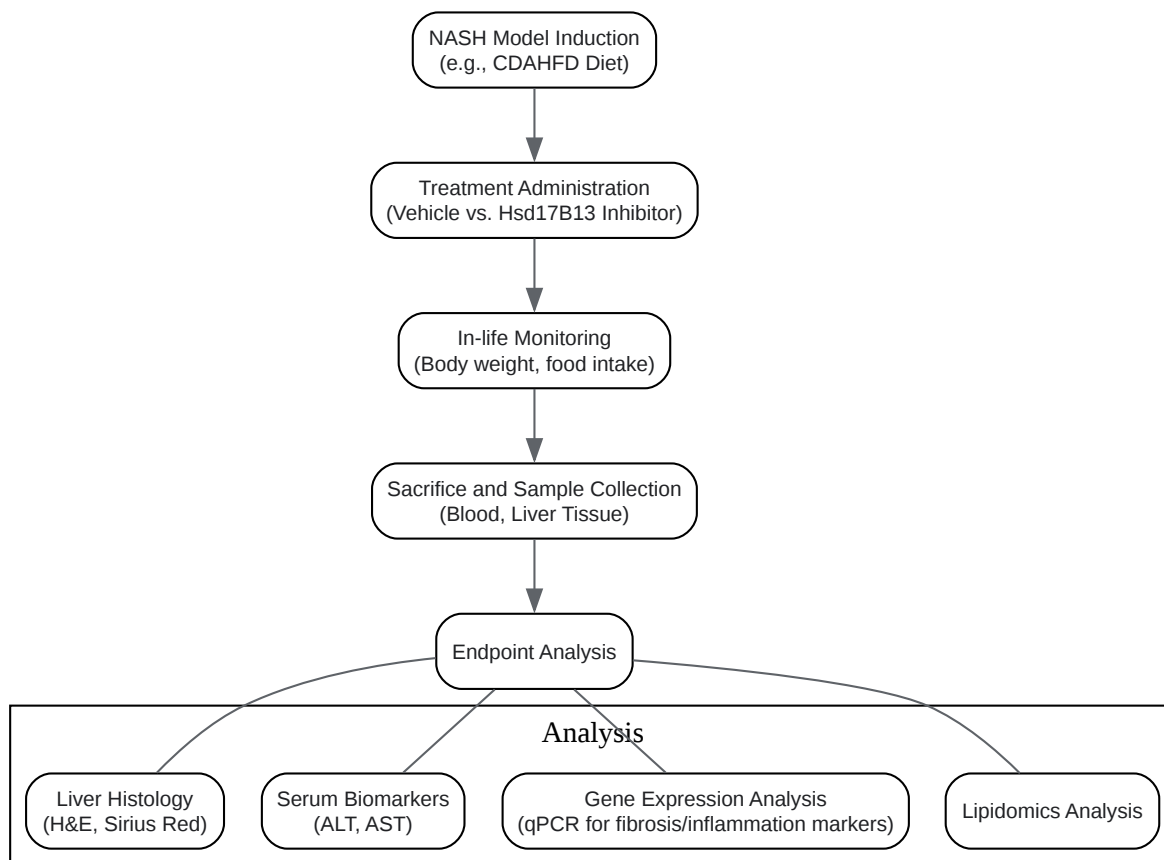 NASH Model Induction
(e.g., CDAHFD Diet)
Treatment Administration
(Vehicle vs. Hsd17B13 Inhibitor)
In-life Monitoring
(Body weight, food intake)
Sacrifice and Sample Collection
(Blood, Liver Tissue)
Endpoint Analysis
Analysis
Liver Histology
(H&E, Sirius Red)
Serum Biomarkers
(ALT, AST)
Gene Expression Analysis
(qPCR for fibrosis/inflammation markers)
Lipidomics Analysis